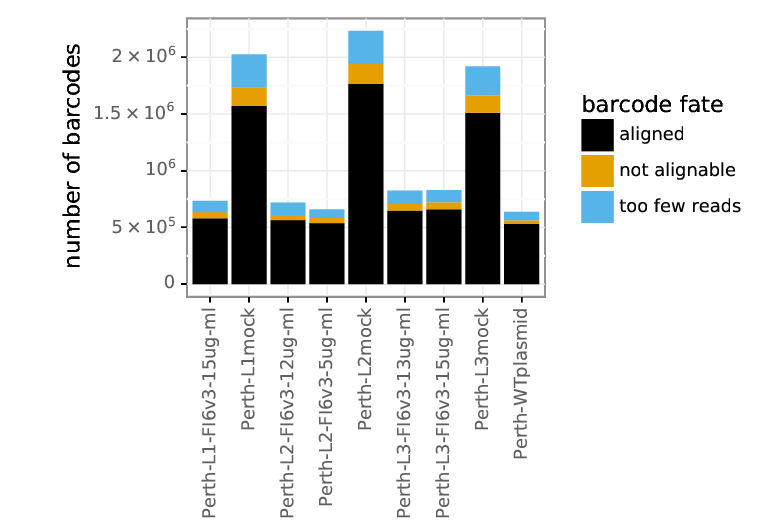 number of barcodes
2 × 10⁶
1.5 × 10⁶
10⁶
5 × 10⁵
0
barcode fate
aligned
not alignable
too few reads
Perth-L1-FI6v3-15ug-ml
Perth-L1mock
Perth-L2-FI6v3-12ug-ml
Perth-L2-FI6v3-5ug-ml
Perth-L2mock
Perth-L3-FI6v3-13ug-ml
Perth-L3-FI6v3-15ug-ml
Perth-L3mock
Perth-WTplasmid